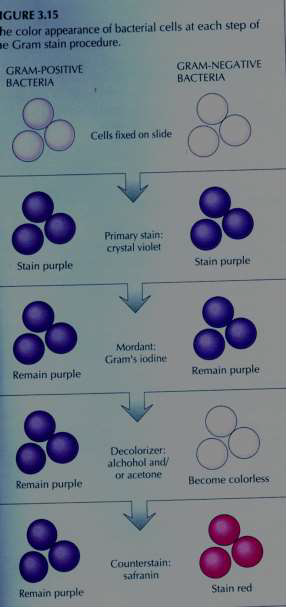 IGURE 3.15
he color appearance of bacterial cells at each step of
e Gram stain procedure.
GRAM-POSITIVE
BACTERIA
GRAM-NEGATIVE
BACTERIA
Cells fixed on slide
Primary stain:
crystal violet
Stain purple
Stain purple
Mordant:
Gram's iodine
Remain purple
Remain purple
Decolorizer:
alchohol and/
or acetone
Remain purple
Become colorless
Counterstain:
safranin
Remain purple
Stain red